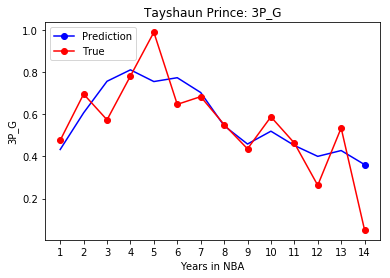 Tayshaun Prince: 3P_G
Prediction
True
1.0
0.8
0.6
0.4
0.2
3P_G
1 2 3 4 5 6 7 8 9 10 11 12 13 14
Years in NBA